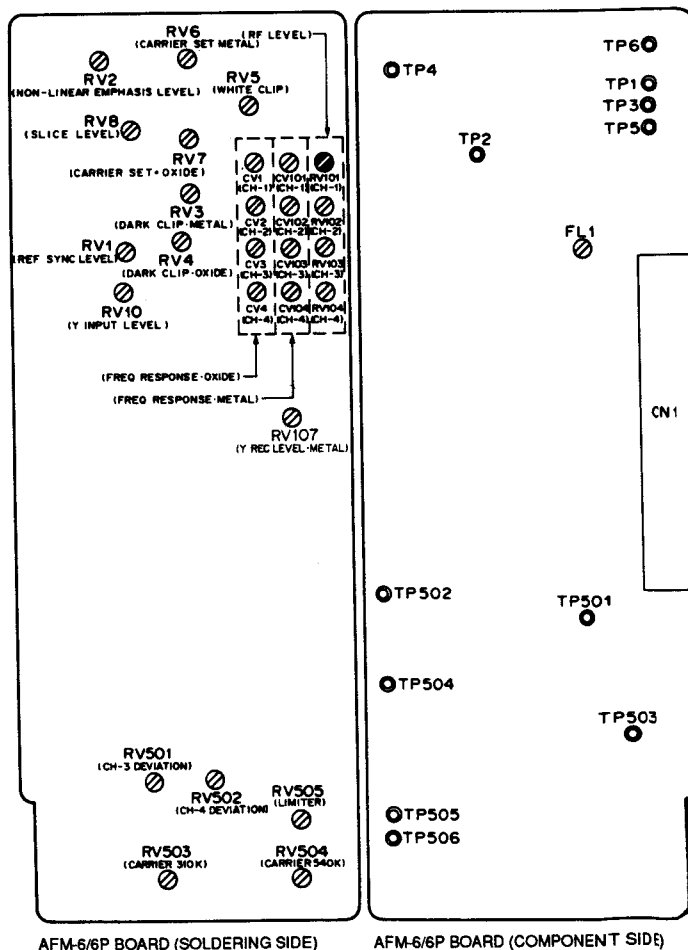 RV6
(CARRIER SET METAL)
(RF LEVEL)
RV2
(NON-LINEAR EMPHASIS LEVEL)
RV5
(WHITE CLIP)
RV8
(SLICE LEVEL)
RV7
(CARRIER SET·OXIDE)
CV1
(CH-1)
CV101
(CH-1)
RV101
(CH-1)
RV3
(DARK CLIP·METAL)
CV2
(CH-2)
CV102
(CH-2)
RV102
(CH-2)
RV1
(REF SYNC LEVEL)
RV4
(DARK CLIP·OXIDE)
CV3
(CH-3)
CV103
(CH-3)
RV103
(CH-3)
RV10
(Y INPUT LEVEL)
CV4
(CH-4)
CV104
(CH-4)
RV104
(CH-4)
(FREQ RESPONSE·OXIDE)
(FREQ RESPONSE·METAL)
RV107
(Y REC LEVEL·METAL)
RV501
(CH-3 DEVIATION)
RV502
(CH-4 DEVIATION)
RV505
(LIMITER)
RV503
(CARRIER 310K)
RV504
(CARRIER 540K)
AFM-6/6P BOARD (SOLDERING SIDE)
TP6
TP4
TP1
TP3
TP5
TP2
FL1
CN1
TP502
TP501
TP504
TP503
TP505
TP506
AFM-6/6P BOARD (COMPONENT SIDE)